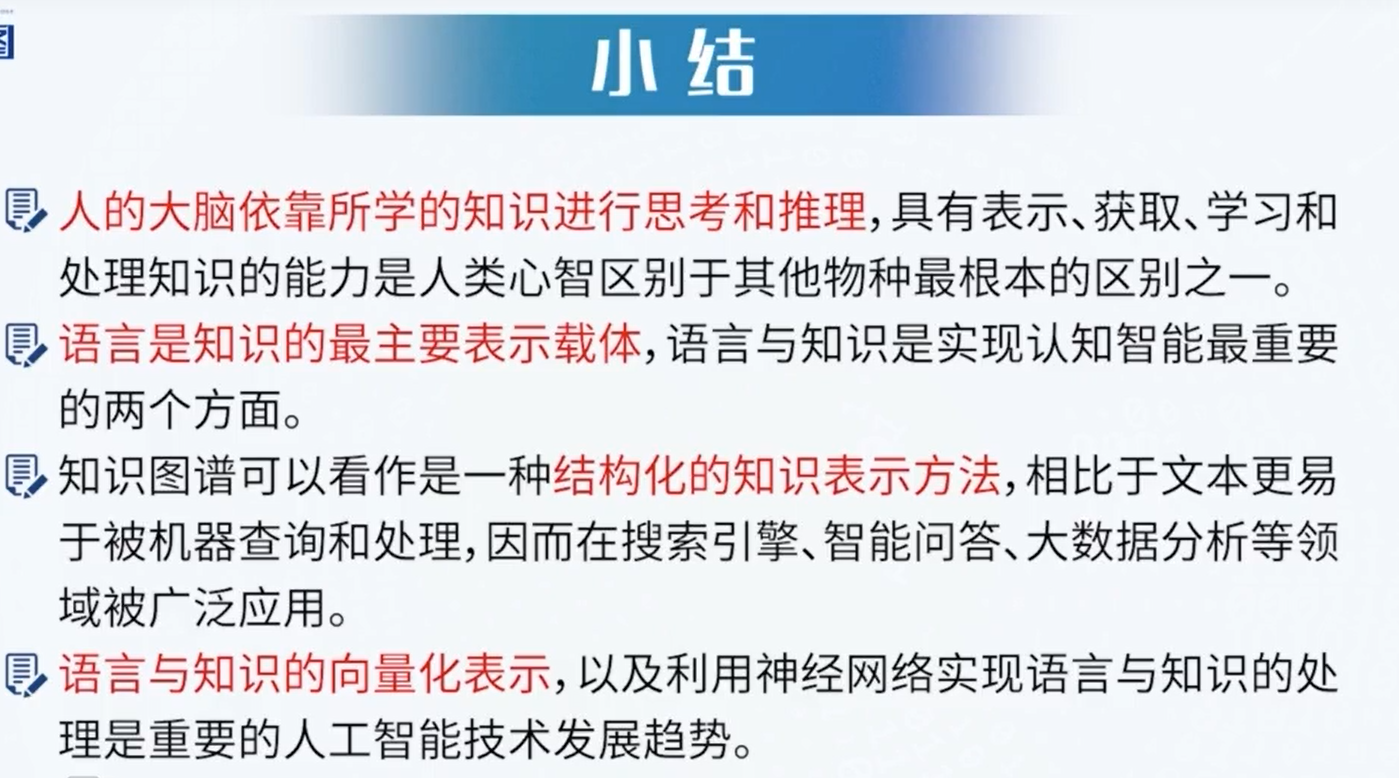 小结
人的大脑依靠所学的知识进行思考和推理，具有表示、获取、学习和
处理知识的能力是人类心智区别于其他物种最根本的区别之一。
语言是知识的最主要表示载体，语言与知识是实现认知智能最重要
的两个方面。
知识图谱可以看作是一种结构化的知识表示方法，相比于文本更易
于被机器查询和处理，因而在搜索引擎、智能问答、大数据分析等领
域被广泛应用。
语言与知识的向量化表示，以及利用神经网络实现语言与知识的处
理是重要的人工智能技术发展趋势。